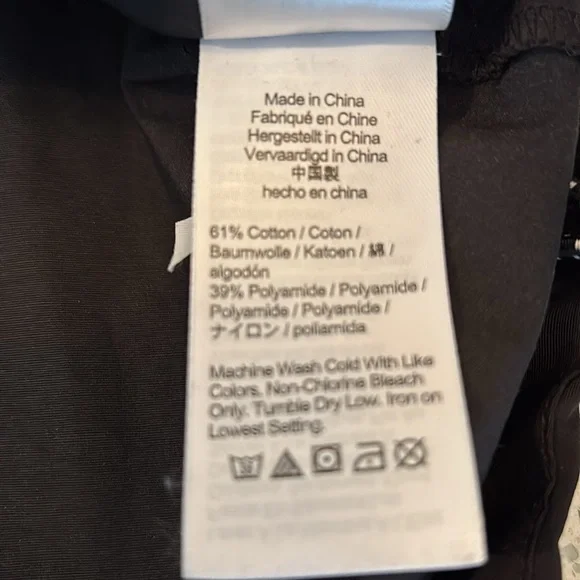 Made in China
Fabriqué en Chine
Hergestellt in China
Vervaardigd in China
中国製
hecho en china
61% Cotton / Coton /
Baumwolle / Katoen / 綿 /
algodón
39% Polyamide / Polyamide /
Polyamide / Polyamide /
ナイロン / poliamida
Machine Wash Cold With Like
Colors. Non-Chlorine Bleach
Only. Tumble Dry Low. Iron on
Lowest Setting.